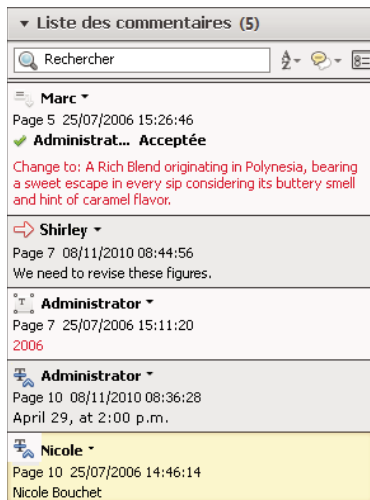 Liste des commentaires (5)
Rechercher
Marc
Page 5 25/07/2006 15:26:46
Administrat... Acceptée
Change to: A Rich Blend originating in Polynesia, bearing
a sweet escape in every sip considering its buttery smell
and hint of caramel flavor.
Shirley
Page 7 08/11/2010 08:44:56
We need to revise these figures.
Administrator
Page 7 25/07/2006 15:11:20
2006
Administrator
Page 10 08/11/2010 08:36:28
April 29, at 2:00 p.m.
Nicole
Page 10 25/07/2006 14:46:14
Nicole Bouchet